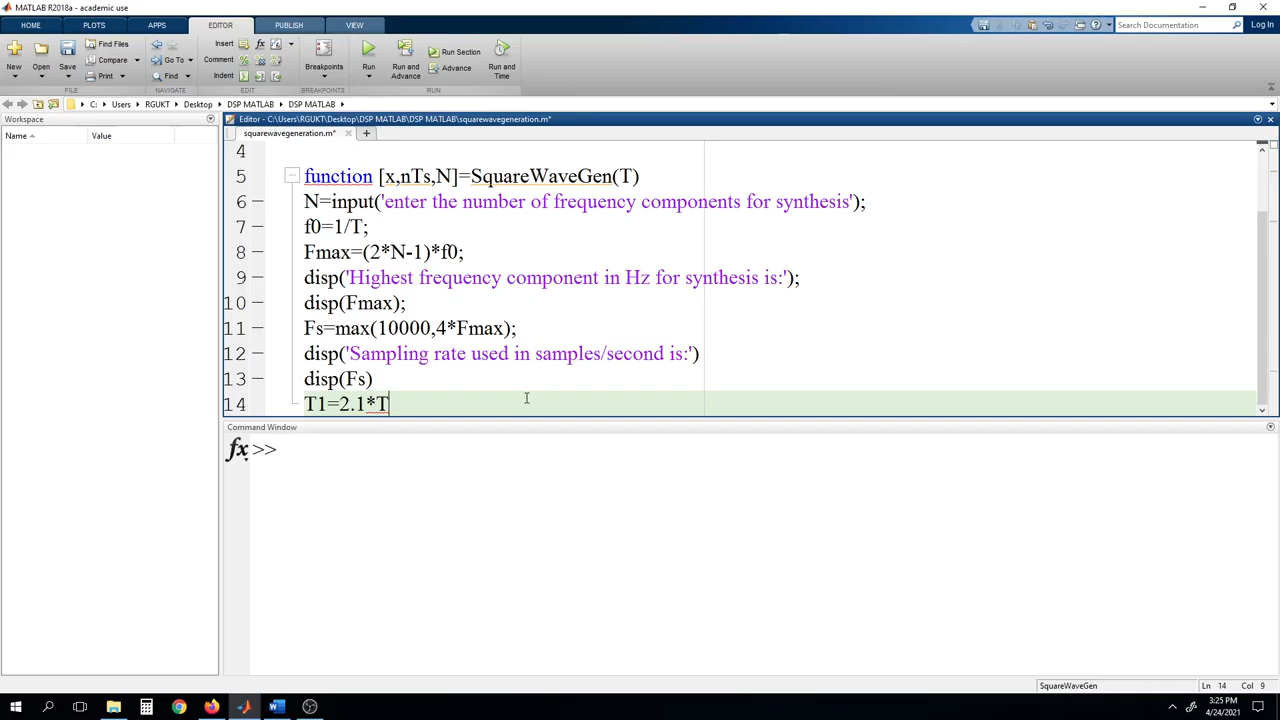 MATLAB R2018a - academic use
HOME PLOTS APPS EDITOR PUBLISH VIEW
Search Documentation Log In
New Open Save Find Files Compare Print
Go To Find
Insert fx Comment % Indent
Breakpoints
Run Run and Advance Run Section Advance Run and Time
FILE NAVIGATE EDIT BREAKPOINTS RUN
C: Users RGUKT Desktop DSP MATLAB DSP MATLAB
Workspace
Name Value
Editor - C:\Users\RGUKT\Desktop\DSP MATLAB\DSP MATLAB\squarewavegeneration.m*
squarewavegeneration.m* +
4
5 function [x,nTs,N]=SquareWaveGen(T)
6 N=input('enter the number of frequency components for synthesis');
7 f0=1/T;
8 Fmax=(2*N-1)*f0;
9 disp('Highest frequency component in Hz for synthesis is:');
10 disp(Fmax);
11 Fs=max(10000,4*Fmax);
12 disp('Sampling rate used in samples/second is:')
13 disp(Fs)
14 T1=2.1*T
Command Window
fx >>
SquareWaveGen Ln 14 Col 9
3:25 PM
4/24/2021